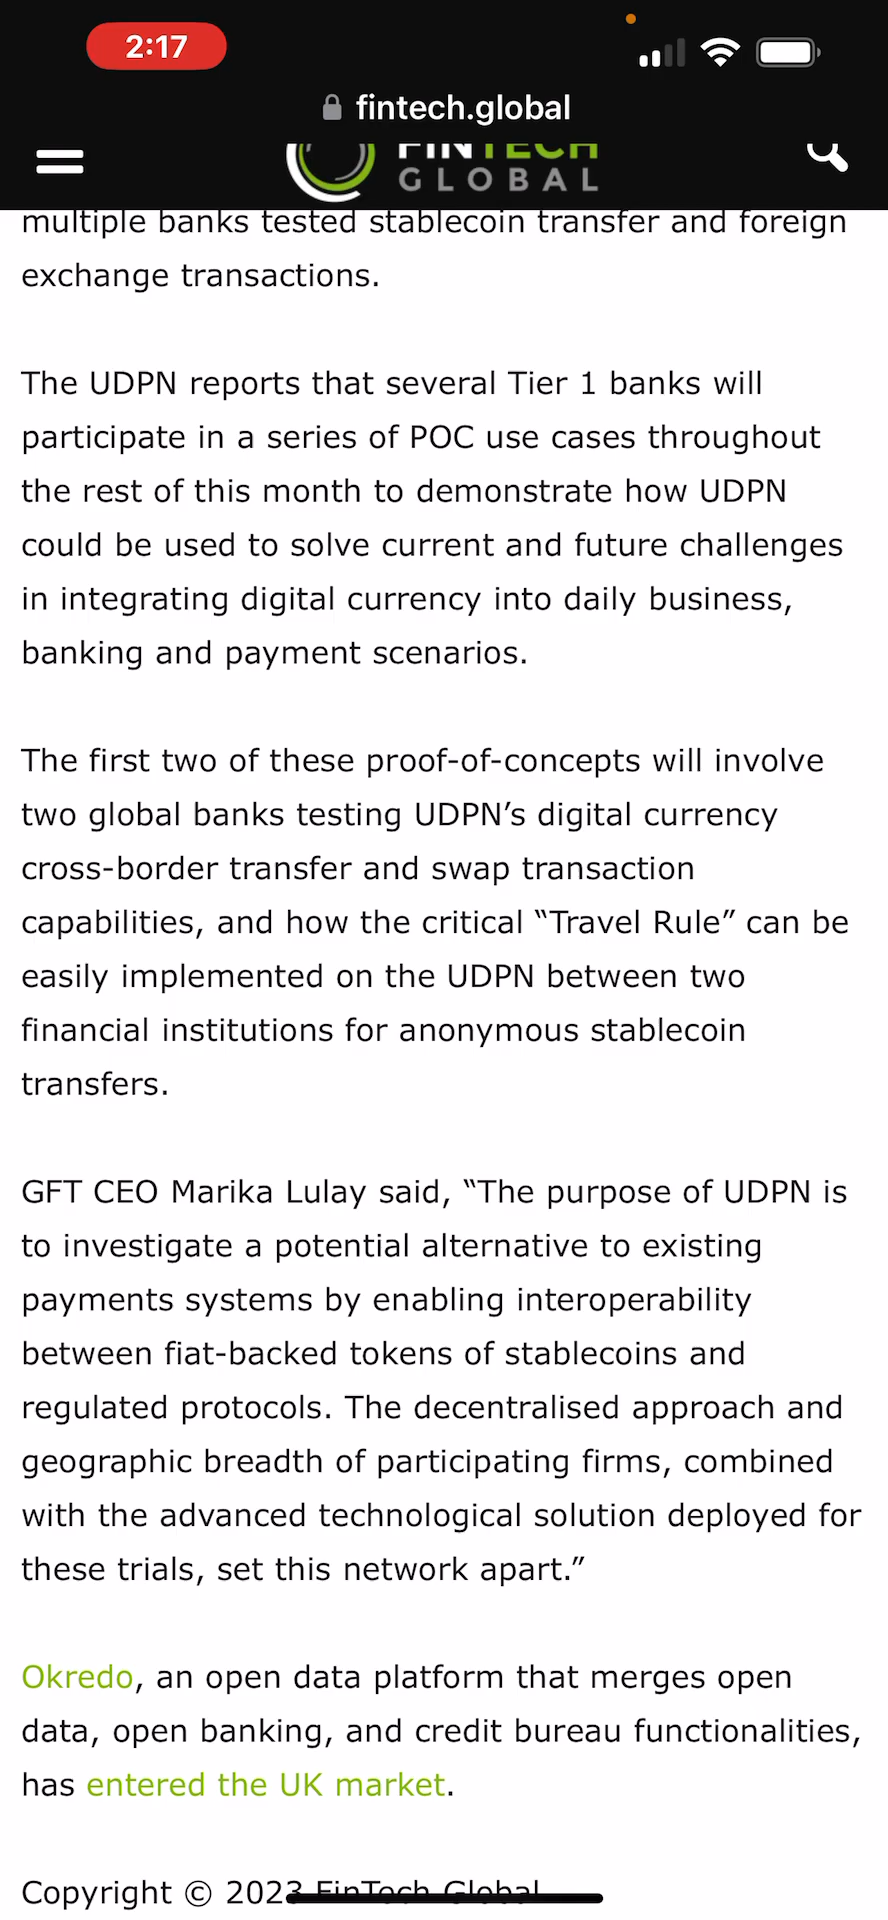 2:17
fintech.global
FINTECH
GLOBAL
multiple banks tested stablecoin transfer and foreign
exchange transactions.
The UDPN reports that several Tier 1 banks will
participate in a series of POC use cases throughout
the rest of this month to demonstrate how UDPN
could be used to solve current and future challenges
in integrating digital currency into daily business,
banking and payment scenarios.
The first two of these proof-of-concepts will involve
two global banks testing UDPN’s digital currency
cross-border transfer and swap transaction
capabilities, and how the critical “Travel Rule” can be
easily implemented on the UDPN between two
financial institutions for anonymous stablecoin
transfers.
GFT CEO Marika Lulay said, “The purpose of UDPN is
to investigate a potential alternative to existing
payments systems by enabling interoperability
between fiat-backed tokens of stablecoins and
regulated protocols. The decentralised approach and
geographic breadth of participating firms, combined
with the advanced technological solution deployed for
these trials, set this network apart.”
Okredo, an open data platform that merges open
data, open banking, and credit bureau functionalities,
has entered the UK market.
Copyright © 2023 FinTech Global